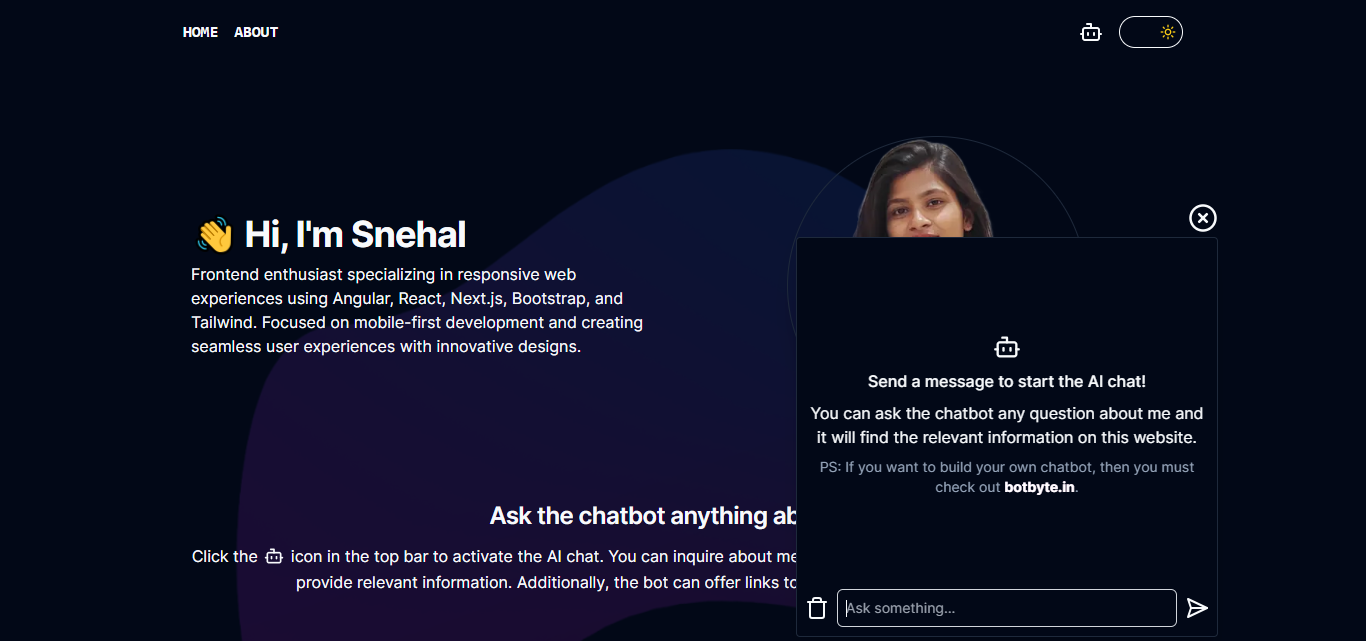 HOME ABOUT
Hi, I'm Snehal
Frontend enthusiast specializing in responsive web
experiences using Angular, React, Next.js, Bootstrap, and
Tailwind. Focused on mobile-first development and creating
seamless user experiences with innovative designs.
Ask the chatbot anything ab
Click the icon in the top bar to activate the AI chat. You can inquire about me
provide relevant information. Additionally, the bot can offer links to
Send a message to start the AI chat!
You can ask the chatbot any question about me and
it will find the relevant information on this website.
PS: If you want to build your own chatbot, then you must
check out botbyte.in.
Ask something...